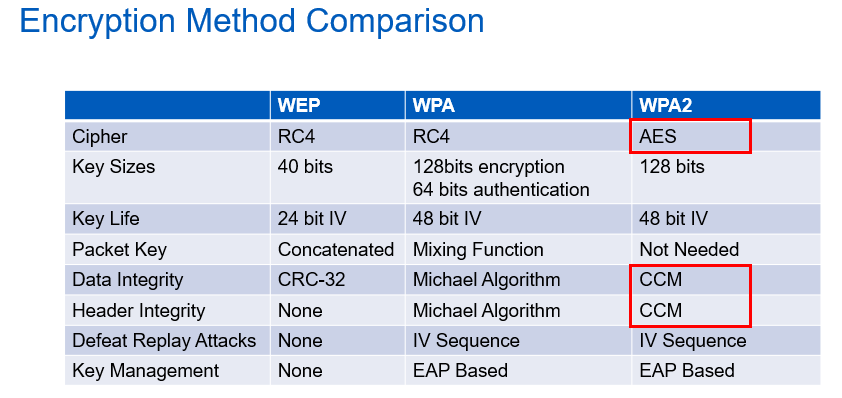 Encryption Method Comparison
WEP WPA WPA2
Cipher RC4 RC4 AES
Key Sizes 40 bits 128bits encryption 128 bits
64 bits authentication
Key Life 24 bit IV 48 bit IV 48 bit IV
Packet Key Concatenated Mixing Function Not Needed
Data Integrity CRC-32 Michael Algorithm CCM
Header Integrity None Michael Algorithm CCM
Defeat Replay Attacks None IV Sequence IV Sequence
Key Management None EAP Based EAP Based